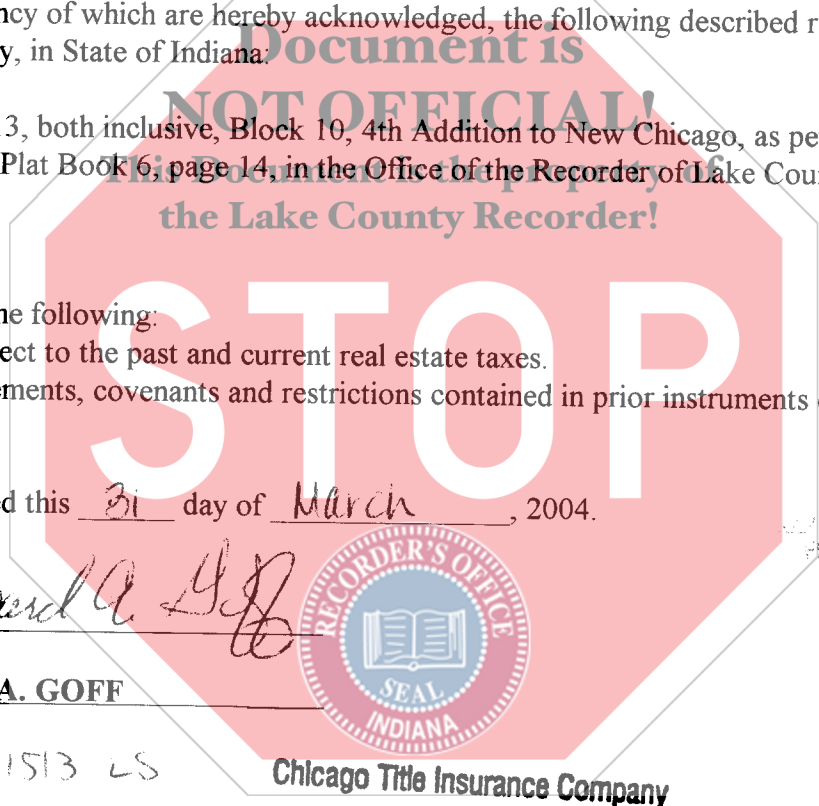 ncy of which are hereby acknowledged, the following described r
Document is
y, in State of Indiana:
NOT OFFICIAL!
3, both inclusive, Block 10, 4th Addition to New Chicago, as pe
This Document is the property of
Plat Book 6, page 14, in the Office of the Recorder of Lake Cou
the Lake County Recorder!
STOP
he following:
ect to the past and current real estate taxes.
ements, covenants and restrictions contained in prior instruments
d this 31 day of March, 2004.
RECORDER'S OFFICE
SEAL
INDIANA
A. Goff
A. GOFF
1513 LS
Chicago Title Insurance Company